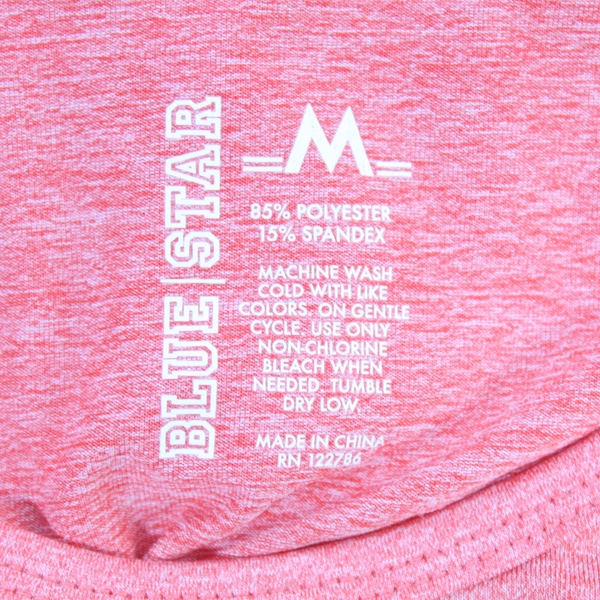 BLUE | STAR
M
85% POLYESTER
15% SPANDEX
MACHINE WASH
COLD WITH LIKE
COLORS. ON GENTLE
CYCLE. USE ONLY
NON-CHLORINE
BLEACH WHEN
NEEDED. TUMBLE
DRY LOW.
MADE IN CHINA
RN 122786